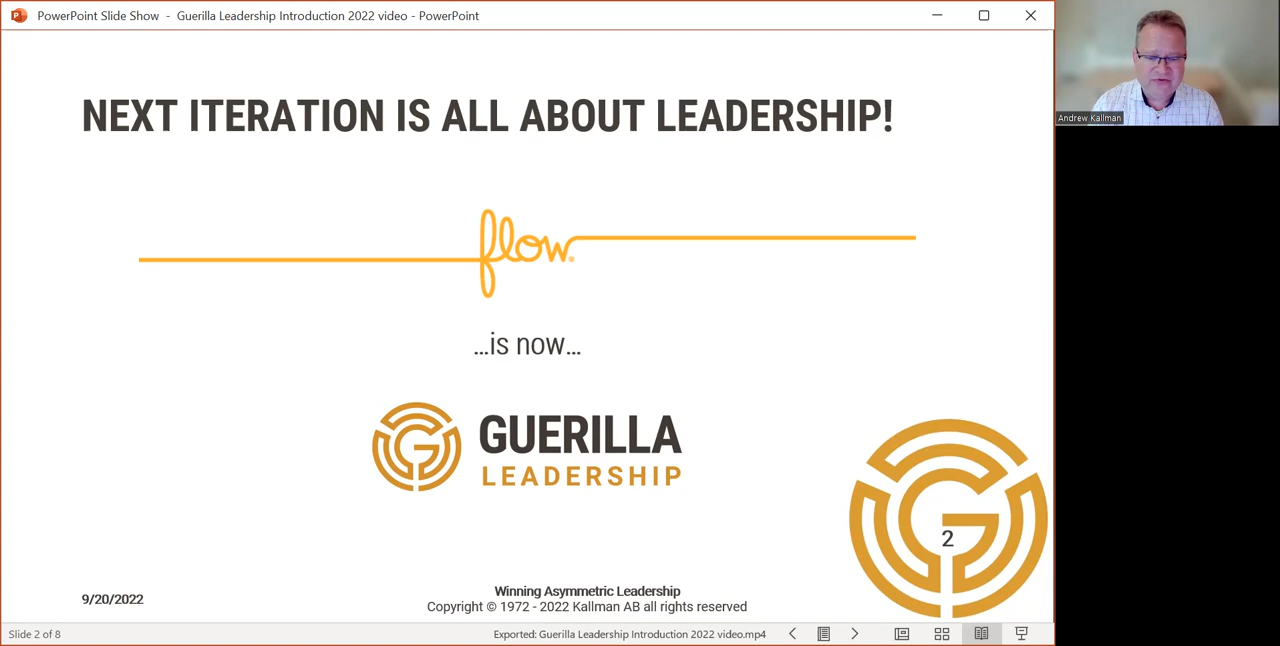 PowerPoint Slide Show - Guerilla Leadership Introduction 2022 video - PowerPoint
NEXT ITERATION IS ALL ABOUT LEADERSHIP!
flow.
...is now...
GUERILLA
LEADERSHIP
2
9/20/2022
Winning Asymmetric Leadership
Copyright © 1972 - 2022 Kallman AB all rights reserved
Slide 2 of 8
Exported: Guerilla Leadership Introduction 2022 video.mp4
Andrew Kallman